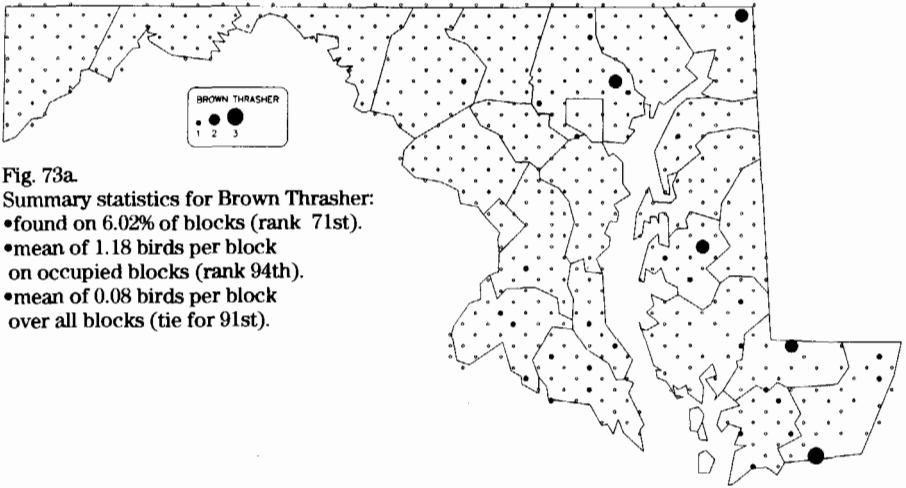 BROWN THRASHER
1 2 3
Fig. 73a.
Summary statistics for Brown Thrasher:
•found on 6.02% of blocks (rank 71st).
•mean of 1.18 birds per block
on occupied blocks (rank 94th).
•mean of 0.08 birds per block
over all blocks (tie for 91st).